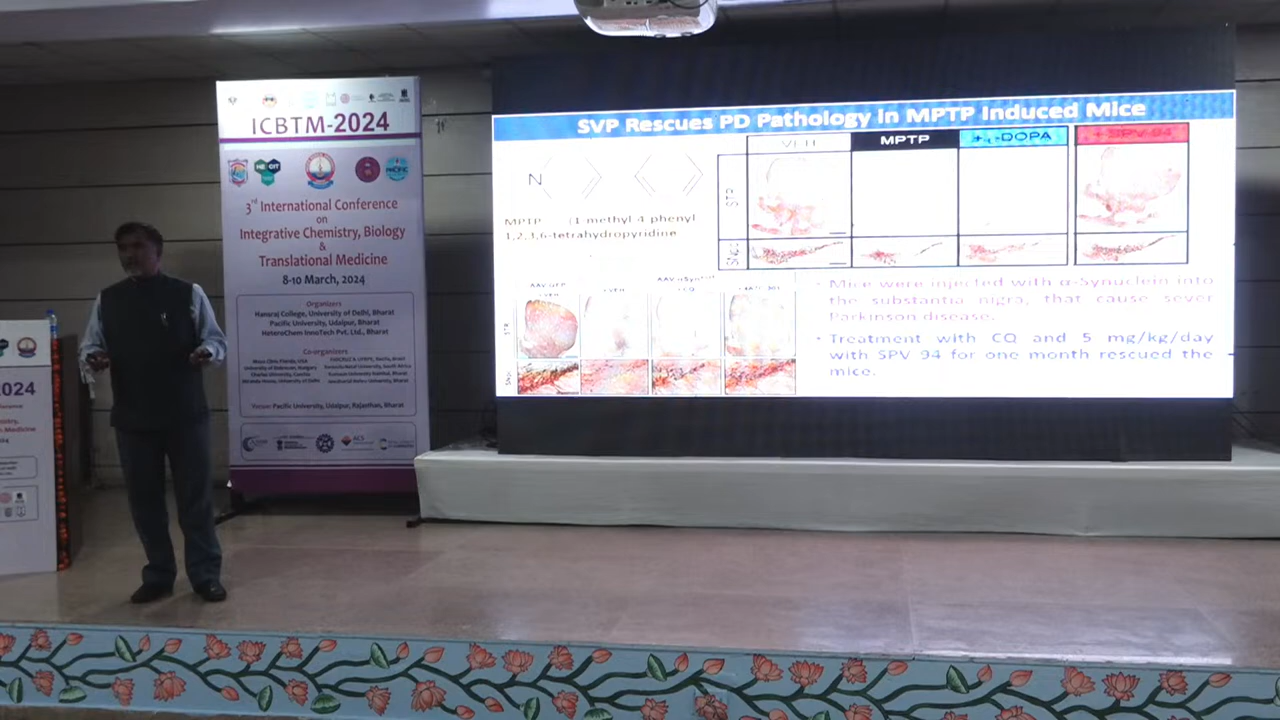 ICBTM-2024
3rd International Conference
on
Integrative Chemistry, Biology
&
Translational Medicine
8-10 March, 2024
Organizers
Hansraj College, University of Delhi, Bharat
Pacific University, Udaipur, Bharat
HeteroChem InnoTech Pvt. Ltd., Bharat
Co-organizers
Venue: Pacific University, Udaipur, Rajasthan, Bharat
ACS
2024
SVP Rescues PD Pathology in MPTP Induced Mice
N
MPTP (1 methyl 4 phenyl
1,2,3,6-tetrahydropyridine
VEH
MPTP
+ L-DOPA
+ SPV-94
STR
SNpc
+VEH
+CQ
STR
SNpc
• Mice were injected with α-Synuclein into
the substantia nigra, that cause sever
Parkinson disease.
• Treatment with CQ and 5 mg/kg/day
with SPV 94 for one month rescued the
mice.